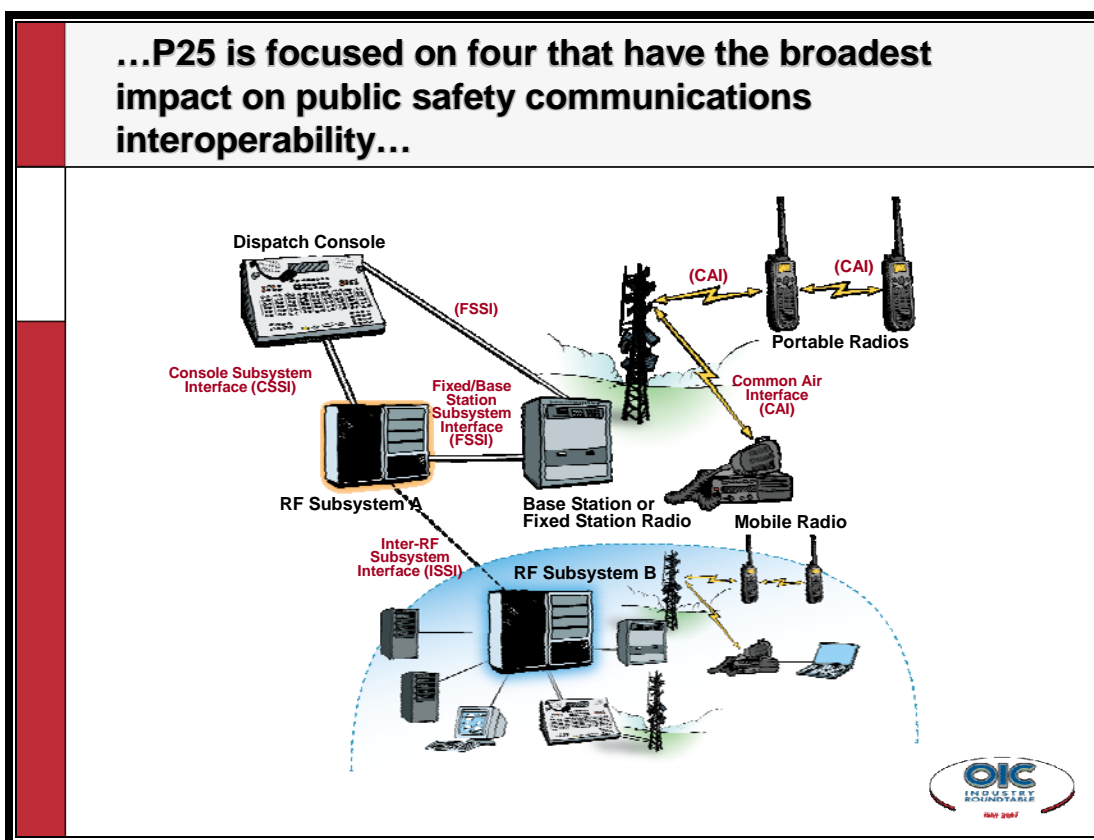 …P25 is focused on four that have the broadest
impact on public safety communications
interoperability…
Dispatch Console
(FSSI)
(CAI)
(CAI)
Portable Radios
Console Subsystem
Interface (CSSI)
Fixed/Base
Station
Subsystem
Interface
(FSSI)
Common Air
Interface
(CAI)
RF Subsystem A
Base Station or
Fixed Station Radio
Mobile Radio
Inter-RF
Subsystem
Interface (ISSI)
RF Subsystem B
OIC
INDUSTRY
ROUNDTABLE
MAY 2007